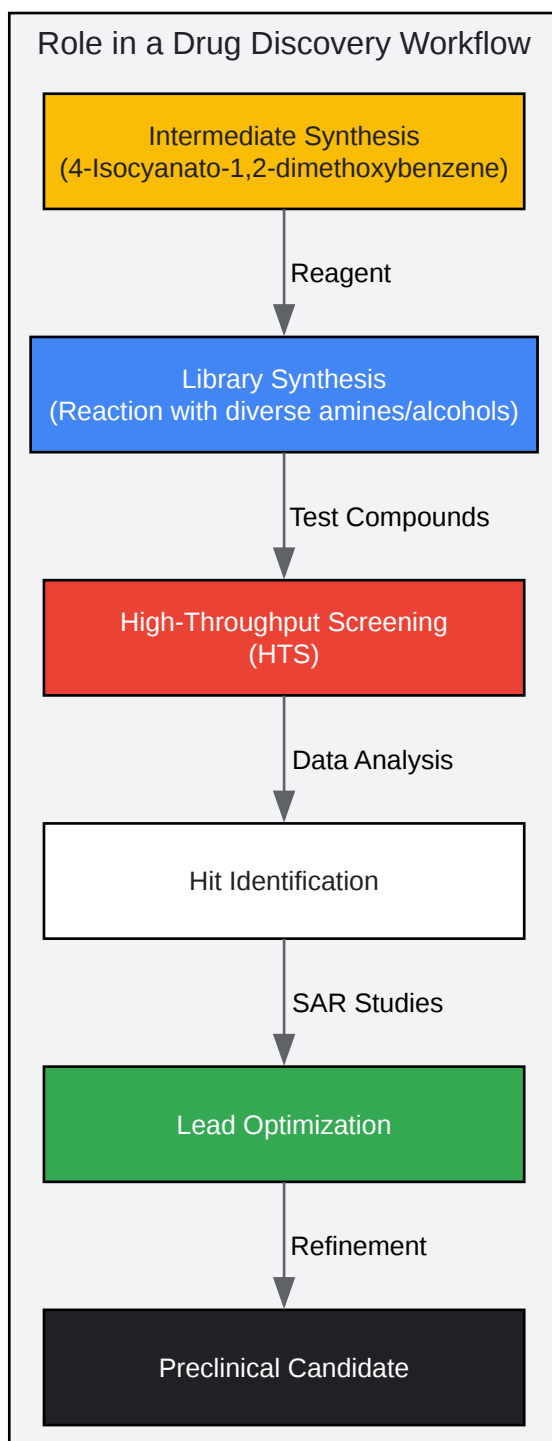 Role in a Drug Discovery Workflow
Intermediate Synthesis
(4-Isocyanato-1,2-dimethoxybenzene)
Reagent
Library Synthesis
(Reaction with diverse amines/alcohols)
Test Compounds
High-Throughput Screening
(HTS)
Data Analysis
Hit Identification
SAR Studies
Lead Optimization
Refinement
Preclinical Candidate